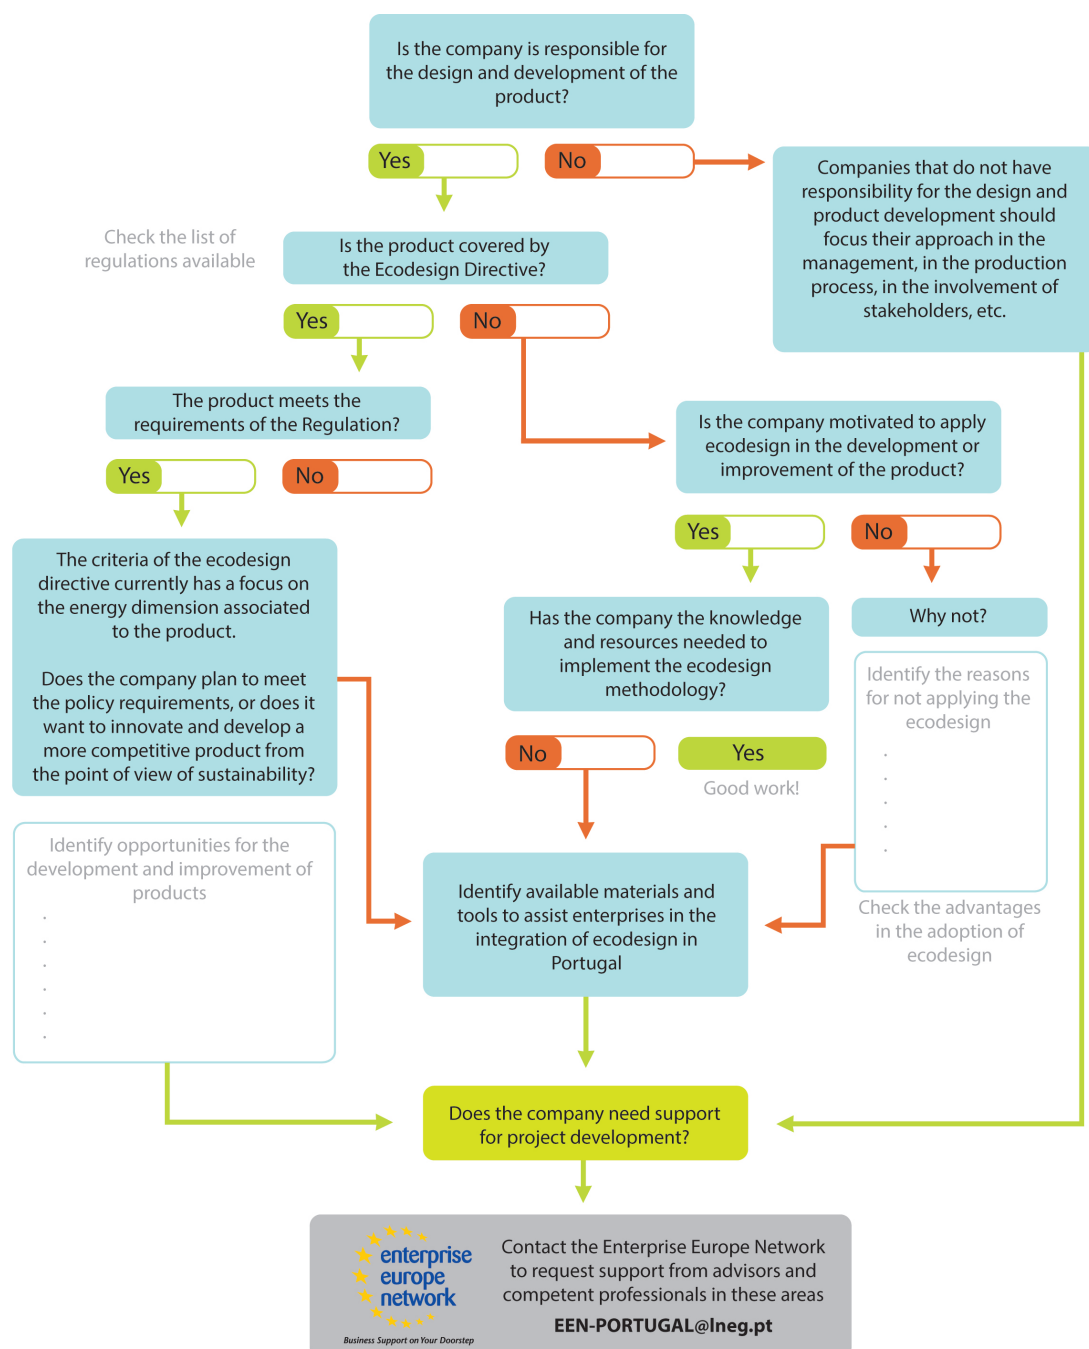 Is the company is responsible for
the design and development of the
product?
Yes
No
Companies that do not have
responsibility for the design and
product development should
focus their approach in the
management, in the production
process, in the involvement of
stakeholders, etc.
Check the list of
regulations available
Is the product covered by
the Ecodesign Directive?
Yes
No
The product meets the
requirements of the Regulation?
Yes
No
Is the company motivated to apply
ecodesign in the development or
improvement of the product?
Yes
No
The criteria of the ecodesign
directive currently has a focus on
the energy dimension associated
to the product.
Does the company plan to meet
the policy requirements, or does it
want to innovate and develop a
more competitive product from
the point of view of sustainability?
Has the company the knowledge
and resources needed to
implement the ecodesign
methodology?
Why not?
Identify the reasons
for not applying the
ecodesign
No
Yes
Good work!
Identify opportunities for the
development and improvement of
products
Identify available materials and
tools to assist enterprises in the
integration of ecodesign in
Portugal
Check the advantages
in the adoption of
ecodesign
Does the company need support
for project development?
enterprise
europe
network
Business Support on Your Doorstep
Contact the Enterprise Europe Network
to request support from advisors and
competent professionals in these areas
EEN-PORTUGAL@lneg.pt